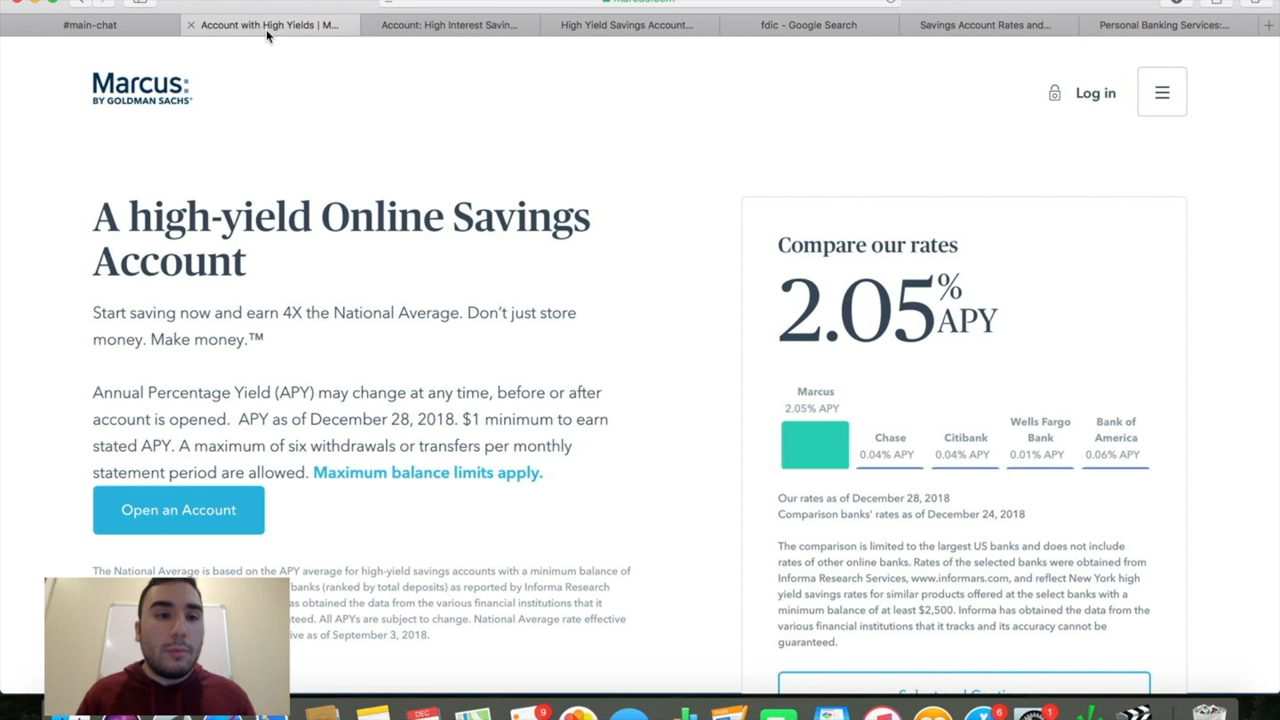 marcus.com
#main-chat
Account with High Yields | M...
Account: High Interest Savin...
High Yield Savings Account...
fdic - Google Search
Savings Account Rates and...
Personal Banking Services:...
Marcus:
BY GOLDMAN SACHS®
Log in
A high-yield Online Savings
Account
Start saving now and earn 4X the National Average. Don't just store
money. Make money.™
Annual Percentage Yield (APY) may change at any time, before or after
account is opened. APY as of December 28, 2018. $1 minimum to earn
stated APY. A maximum of six withdrawals or transfers per monthly
statement period are allowed. Maximum balance limits apply.
Open an Account
The National Average is based on the APY average for high-yield savings accounts with a minimum balance of
banks (ranked by total deposits) as reported by Informa Research
as obtained the data from the various financial institutions that it
teed. All APYs are subject to change. National Average rate effective
ive as of September 3, 2018.
Compare our rates
2.05% APY
Marcus
2.05% APY
Chase
0.04% APY
Citibank
0.04% APY
Wells Fargo
Bank
0.01% APY
Bank of
America
0.06% APY
Our rates as of December 28, 2018
Comparison banks' rates as of December 24, 2018
The comparison is limited to the largest US banks and does not include
rates of other online banks. Rates of the selected banks were obtained from
Informa Research Services, www.informars.com, and reflect New York high
yield savings rates for similar products offered at the select banks with a
minimum balance of at least $2,500. Informa has obtained the data from the
various financial institutions that it tracks and its accuracy cannot be
guaranteed.
DEC
9
6
1